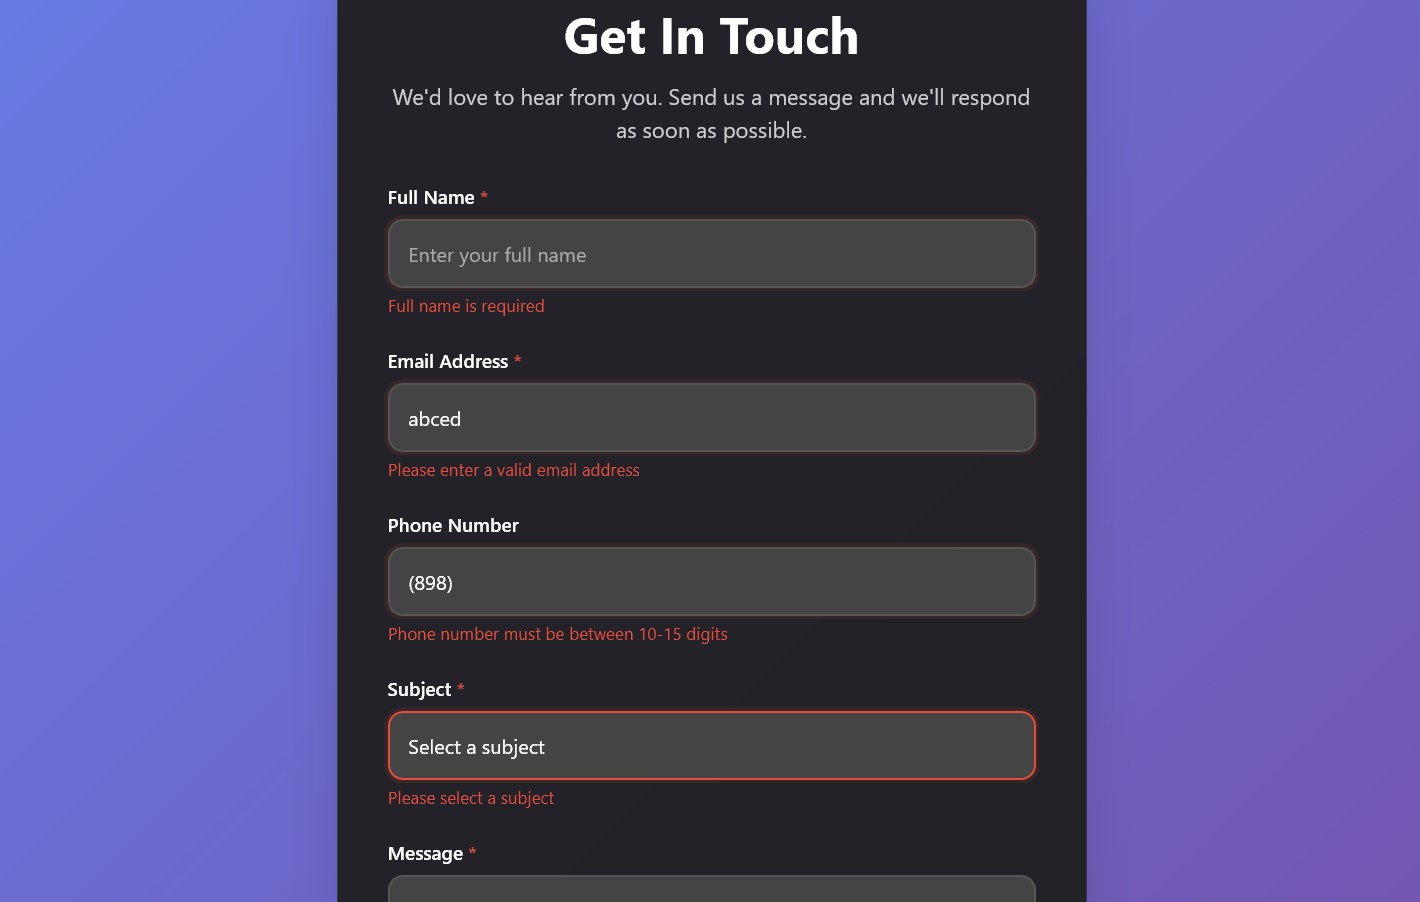 Get In Touch
We'd love to hear from you. Send us a message and we'll respond
as soon as possible.
Full Name *
Enter your full name
Full name is required
Email Address *
abced
Please enter a valid email address
Phone Number
(898)
Phone number must be between 10-15 digits
Subject *
Select a subject
Please select a subject
Message *